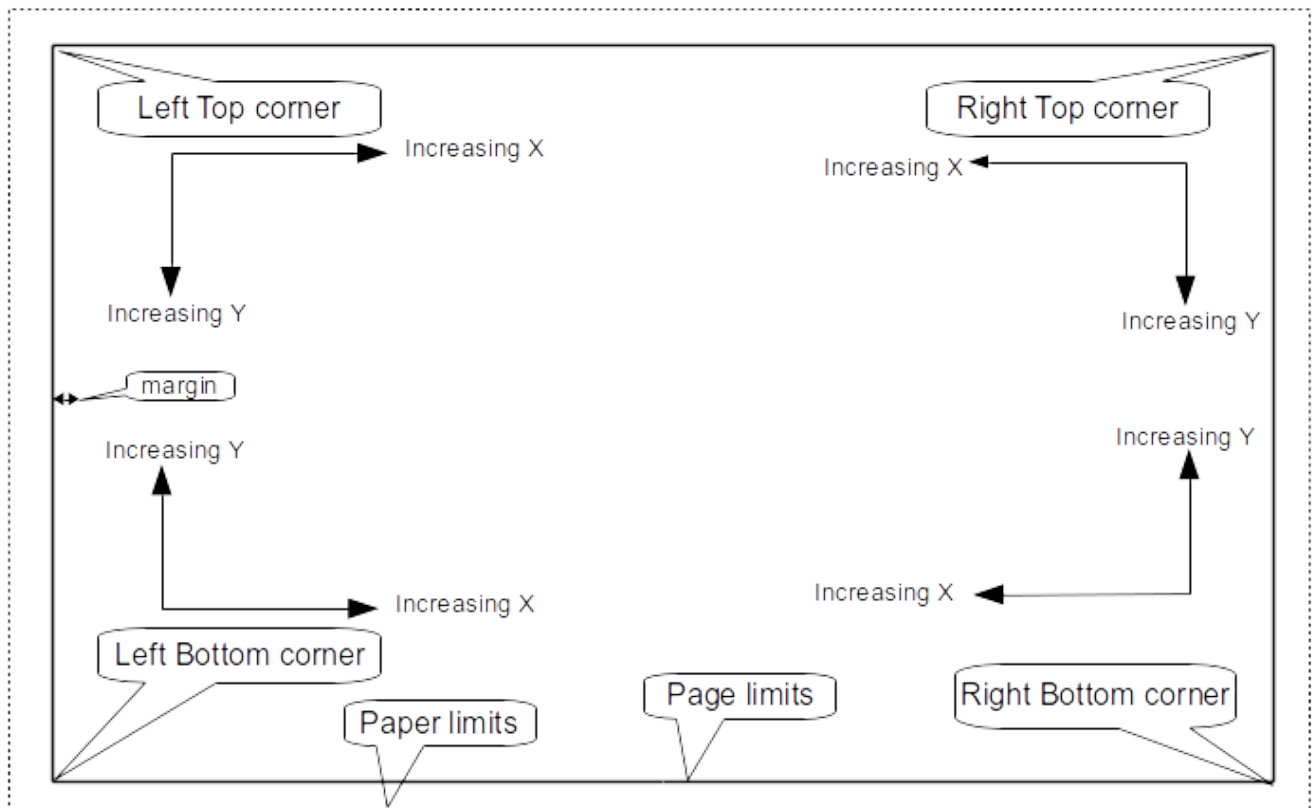 Left Top corner
Right Top corner
Increasing X
Increasing X
Increasing Y
Increasing Y
margin
Increasing Y
Increasing Y
Increasing X
Increasing X
Left Bottom corner
Page limits
Right Bottom corner
Paper limits